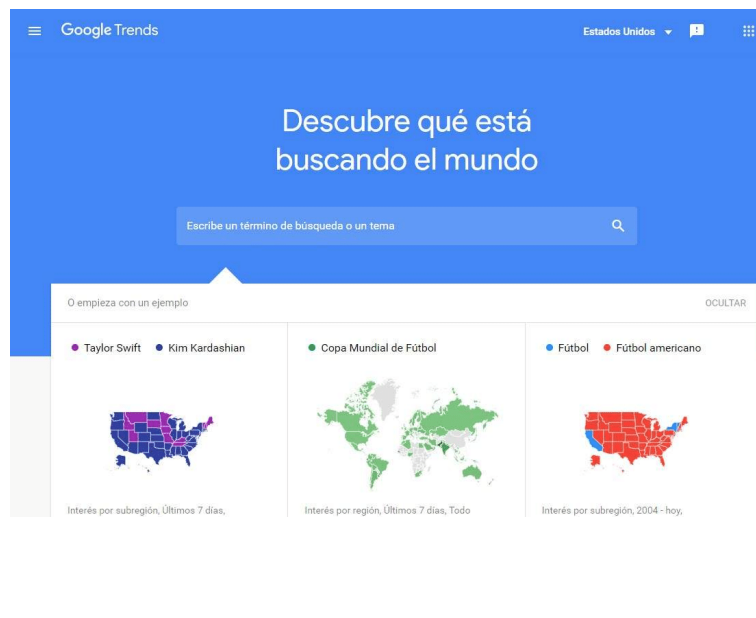 Google Trends
Estados Unidos
Descubre qué está
buscando el mundo
Escribe un término de búsqueda o un tema
O empieza con un ejemplo
OCULTAR
Taylor Swift Kim Kardashian
Copa Mundial de Fútbol
Fútbol Fútbol americano
Interés por subregión, Últimos 7 días,
Interés por región, Últimos 7 días, Todo
Interés por subregión, 2004 - hoy,